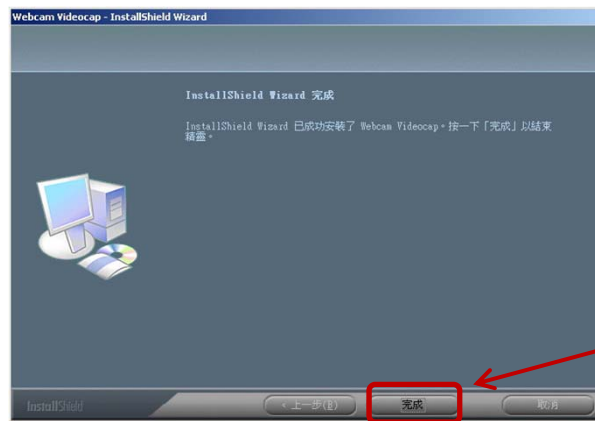 Webcam Videocap - InstallShield Wizard
InstallShield Wizard 完成
InstallShield Wizard 已成功安裝了 Webcam Videocap。按一下「完成」以結束
精靈。
InstallShield
< 上一步(B)
完成
取消